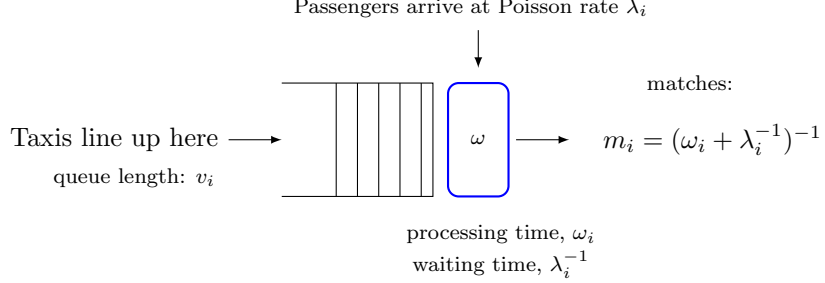 Passengers arrive at Poisson rate λ_i
matches:
Taxis line up here
ω
m_i = (ω_i + λ_i^{-1})^{-1}
queue length: v_i
processing time, ω_i
waiting time, λ_i^{-1}